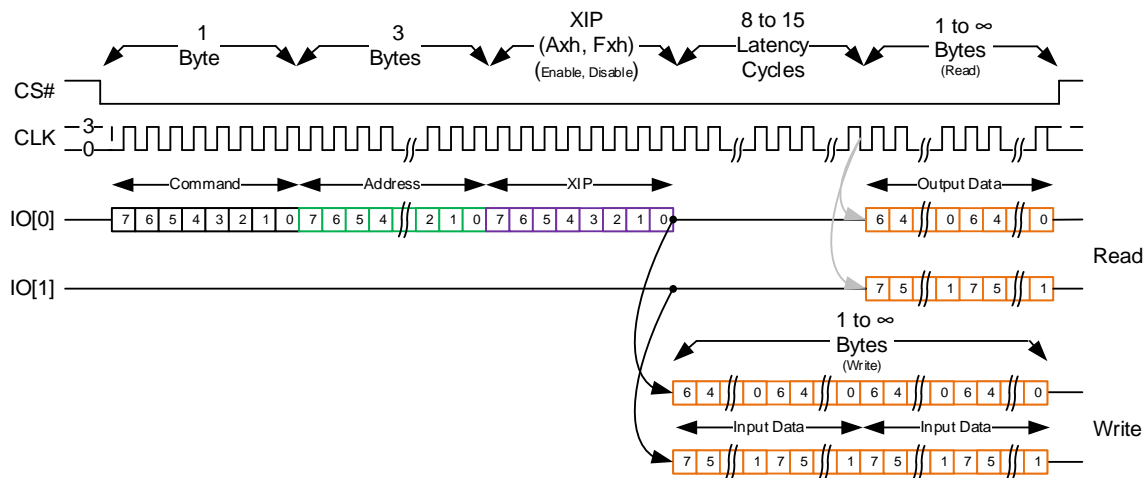 1
Byte
3
Bytes
XIP
(Axh, Fxh)
(Enable, Disable)
8 to 15
Latency
Cycles
1 to ∞
Bytes
(Read)
CS#
CLK
3
0
Command
Address
XIP
Output Data
IO[0]
7 6 5 4 3 2 1 0 7 6 5 4 2 1 0 7 6 5 4 3 2 1 0 6 4 0 6 4 0
Read
IO[1]
7 5 1 7 5 1
1 to ∞
Bytes
(Write)
6 4 0 6 4 0 6 4 0 6 4 0
Input Data Input Data
Write
7 5 1 7 5 1 7 5 1 7 5 1